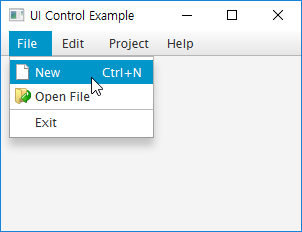 UI Control Example
File Edit Project Help
New Ctrl+N
Open File
Exit